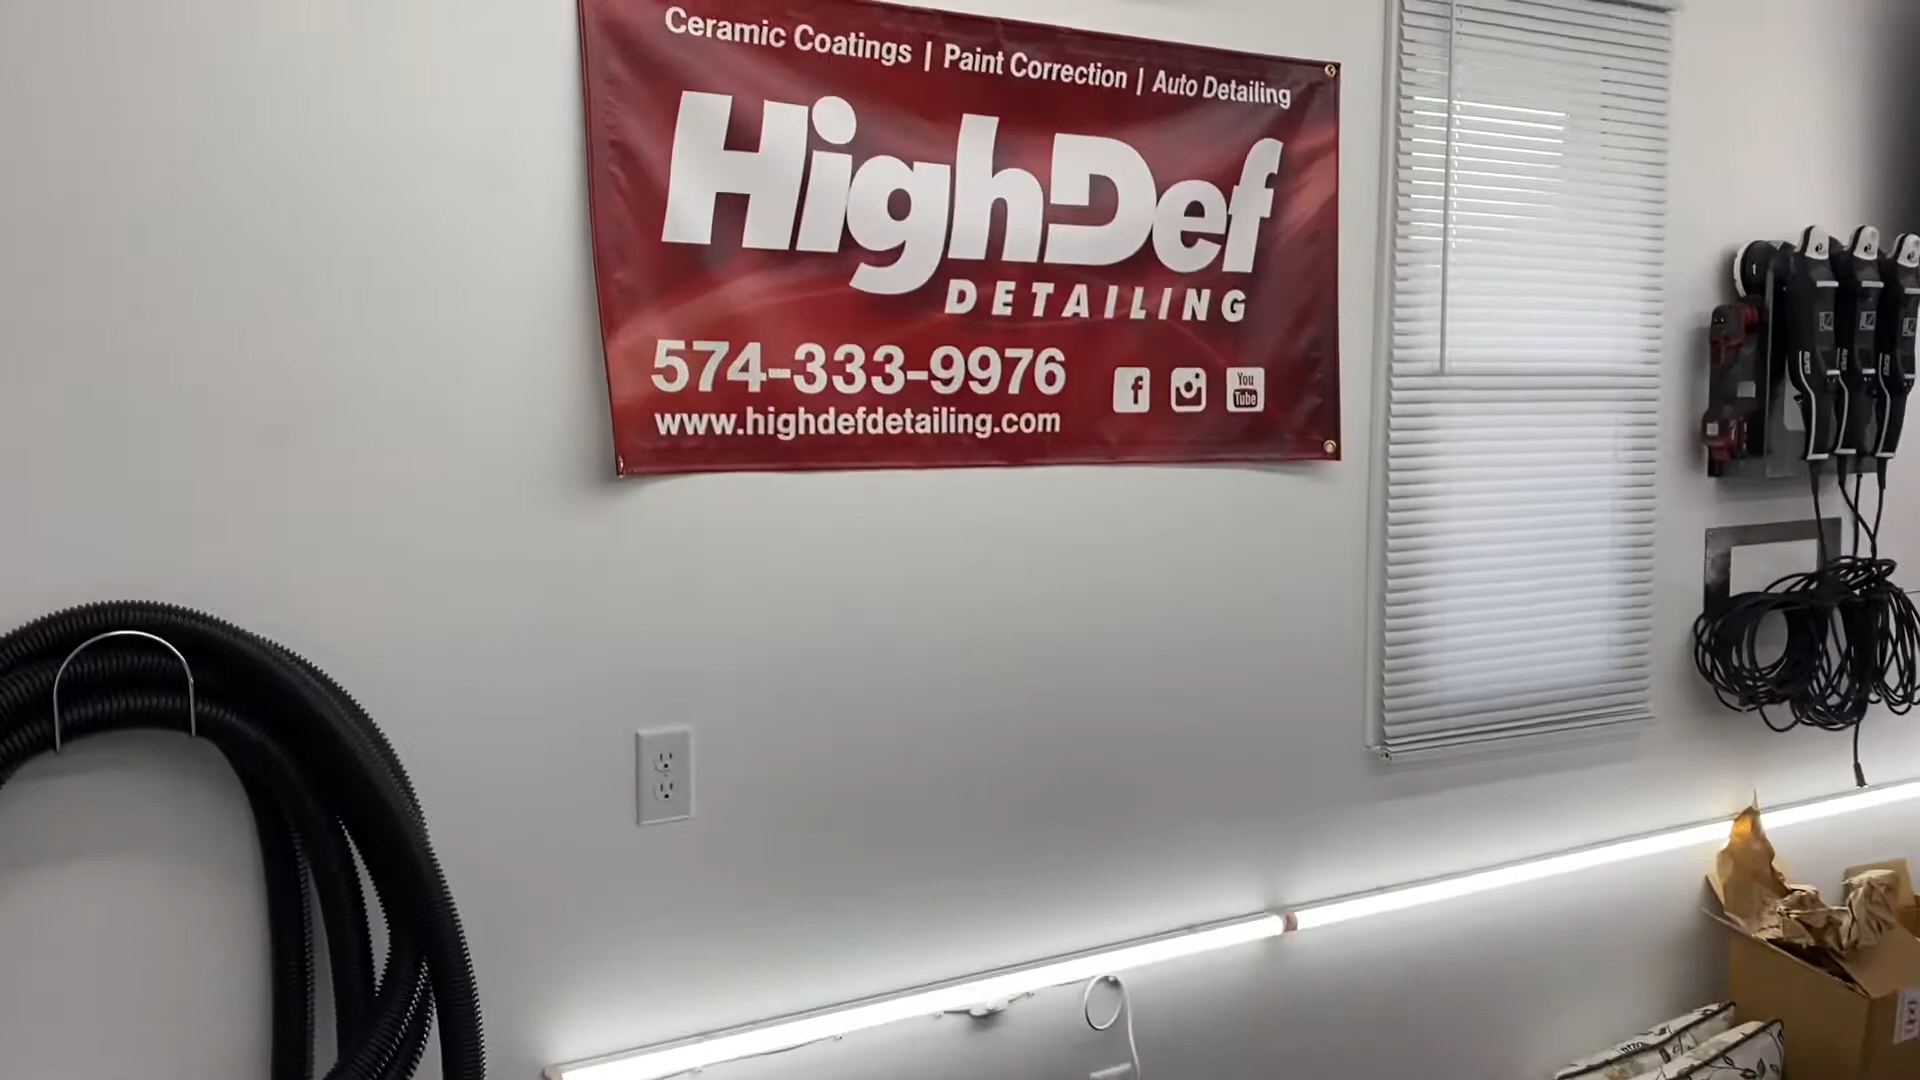 Ceramic Coatings | Paint Correction | Auto Detailing
HighDef
DETAILING
574-333-9976
www.highdefdetailing.com
f
You
Tube